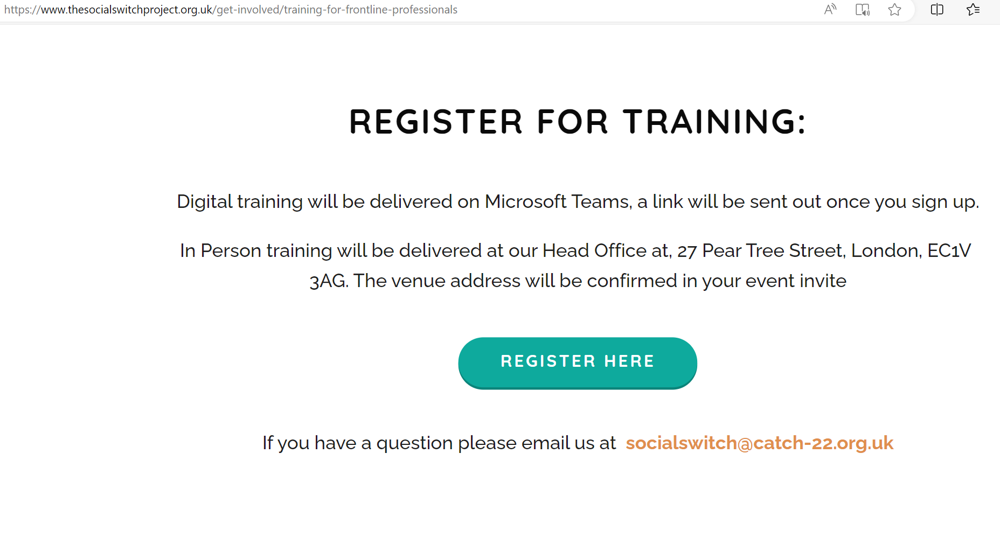 https://www.thesocialswitchproject.org.uk/get-involved/training-for-frontline-professionals
REGISTER FOR TRAINING:
Digital training will be delivered on Microsoft Teams, a link will be sent out once you sign up.
In Person training will be delivered at our Head Office at, 27 Pear Tree Street, London, EC1V
3AG. The venue address will be confirmed in your event invite
REGISTER HERE
If you have a question please email us at socialswitch@catch-22.org.uk